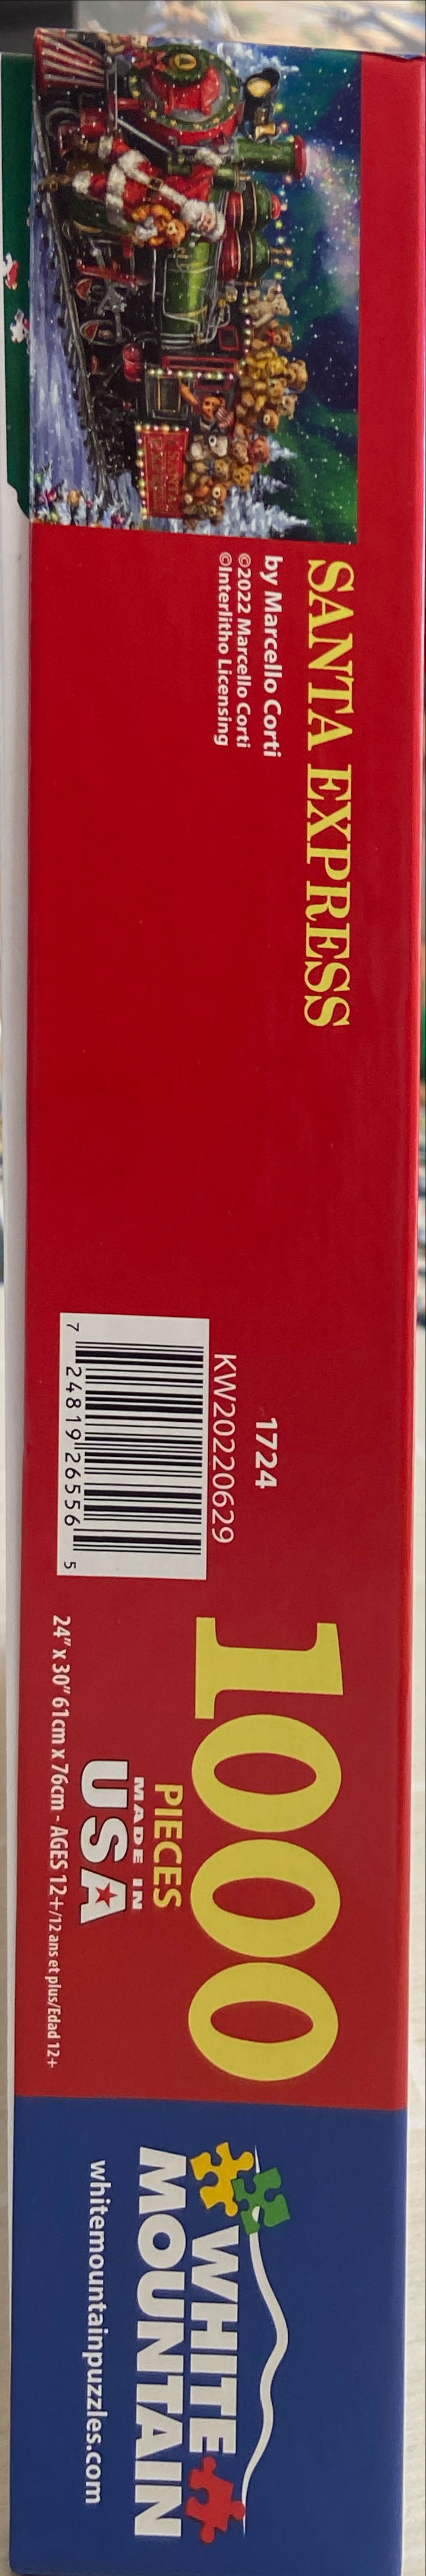 SANTA EXPRESS
by Marcello Corti
©2022 Marcello Corti
©Interlitho Licensing
1724
KW20220629
7 24819 26556 5
1000
PIECES
MADE IN
USA
24" x 30" 61cm x 76cm - AGES 12+/12 ans et plus/Edad 12+
WHITE
MOUNTAIN
whitemountainpuzzles.com